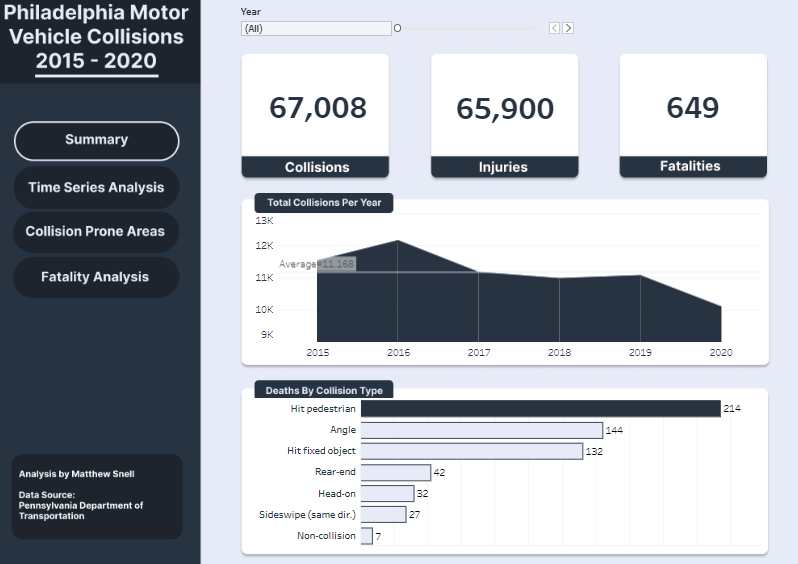 Philadelphia Motor
Vehicle Collisions
2015 - 2020
Summary
Time Series Analysis
Collision Prone Areas
Fatality Analysis
Analysis by Matthew Snell
Data Source:
Pennsylvania Department of
Transportation
Year
(All)
67,008
Collisions
65,900
Injuries
649
Fatalities
Total Collisions Per Year
13K
12K
Average=11,168
11K
10K
9K
2015 2016 2017 2018 2019 2020
Deaths By Collision Type
Hit pedestrian 214
Angle 144
Hit fixed object 132
Rear-end 42
Head-on 32
Sideswipe (same dir.) 27
Non-collision 7